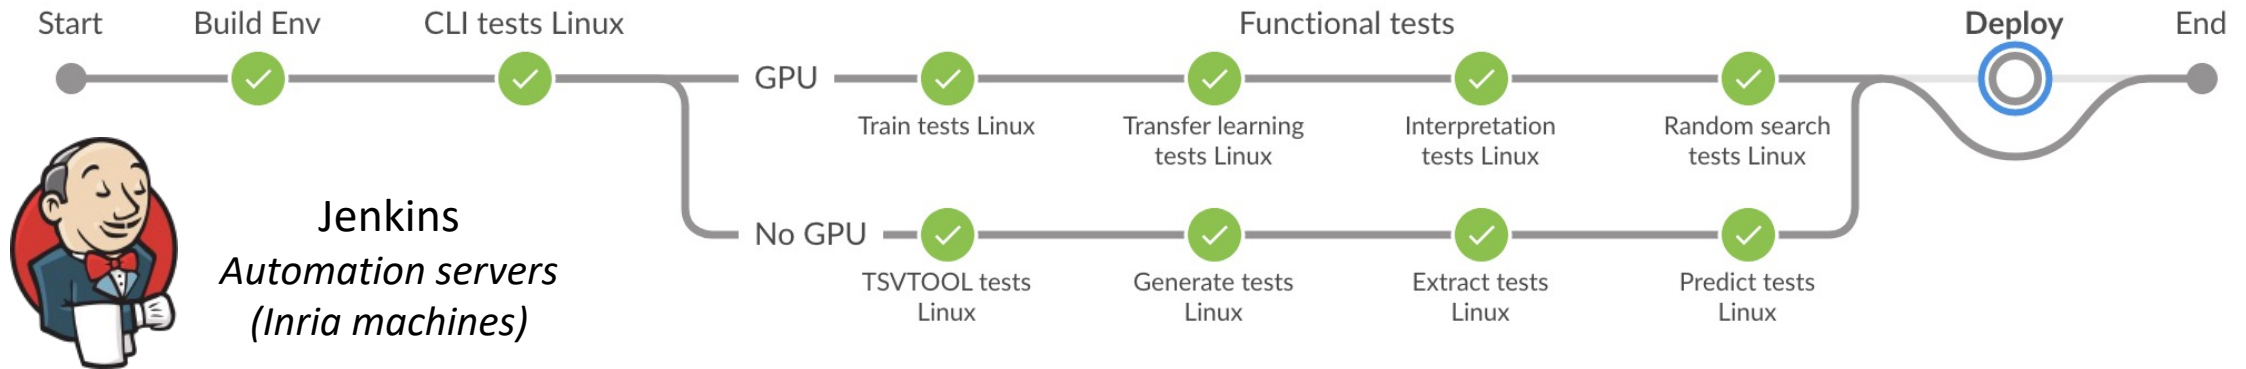 Start
Build Env
CLI tests Linux
Functional tests
Deploy
End
GPU
Train tests Linux
Transfer learning
tests Linux
Interpretation
tests Linux
Random search
tests Linux
No GPU
TSVTOOL tests
Linux
Generate tests
Linux
Extract tests
Linux
Predict tests
Linux
Jenkins
Automation servers
(Inria machines)